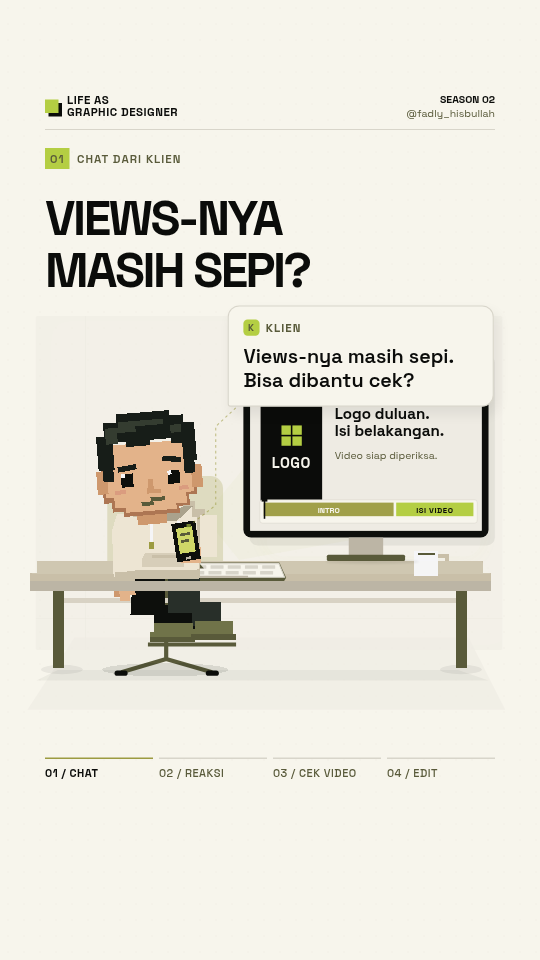 LIFE AS
GRAPHIC DESIGNER
SEASON 02
@fadly_hisbullah
01 CHAT DARI KLIEN
VIEWS-NYA
MASIH SEPI?
K KLIEN
Views-nya masih sepi.
Bisa dibantu cek?
LOGO
Logo duluan.
Isi belakangan.
Video siap diperiksa.
INTRO
ISI VIDEO
01 / CHAT
02 / REAKSI
03 / CEK VIDEO
04 / EDIT